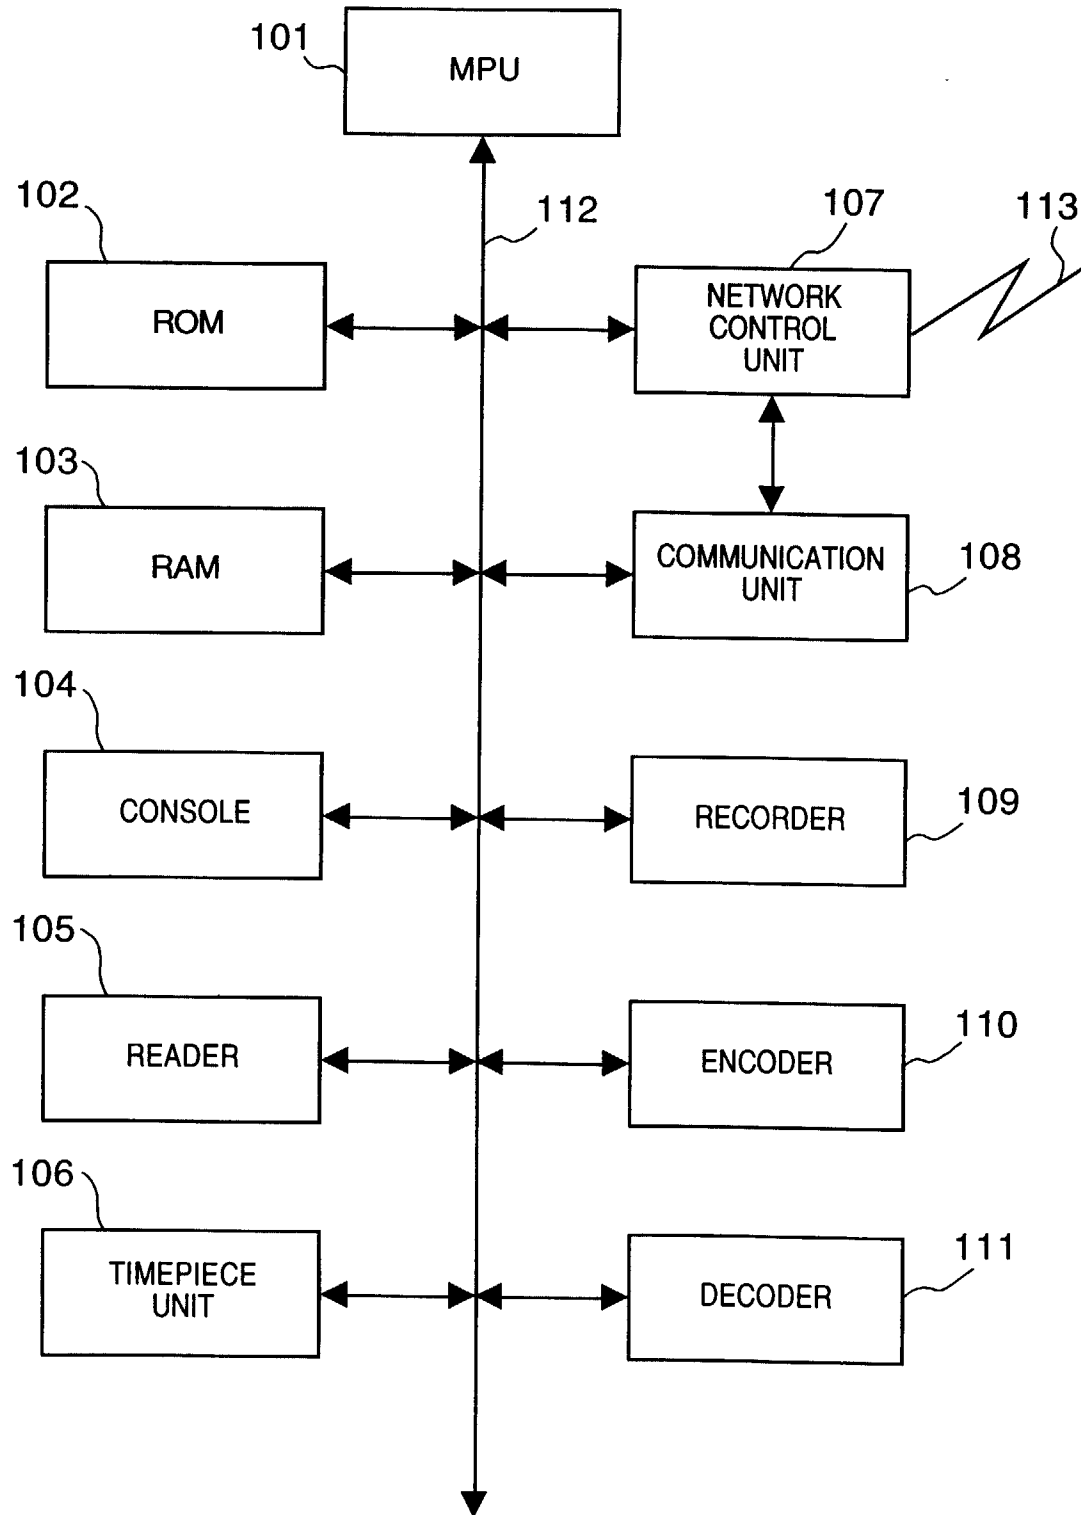 101
MPU
102
112
107
113
ROM
NETWORK
CONTROL
UNIT
103
RAM
COMMUNICATION
UNIT
108
104
CONSOLE
RECORDER
109
105
READER
ENCODER
110
106
TIMEPIECE
UNIT
DECODER
111